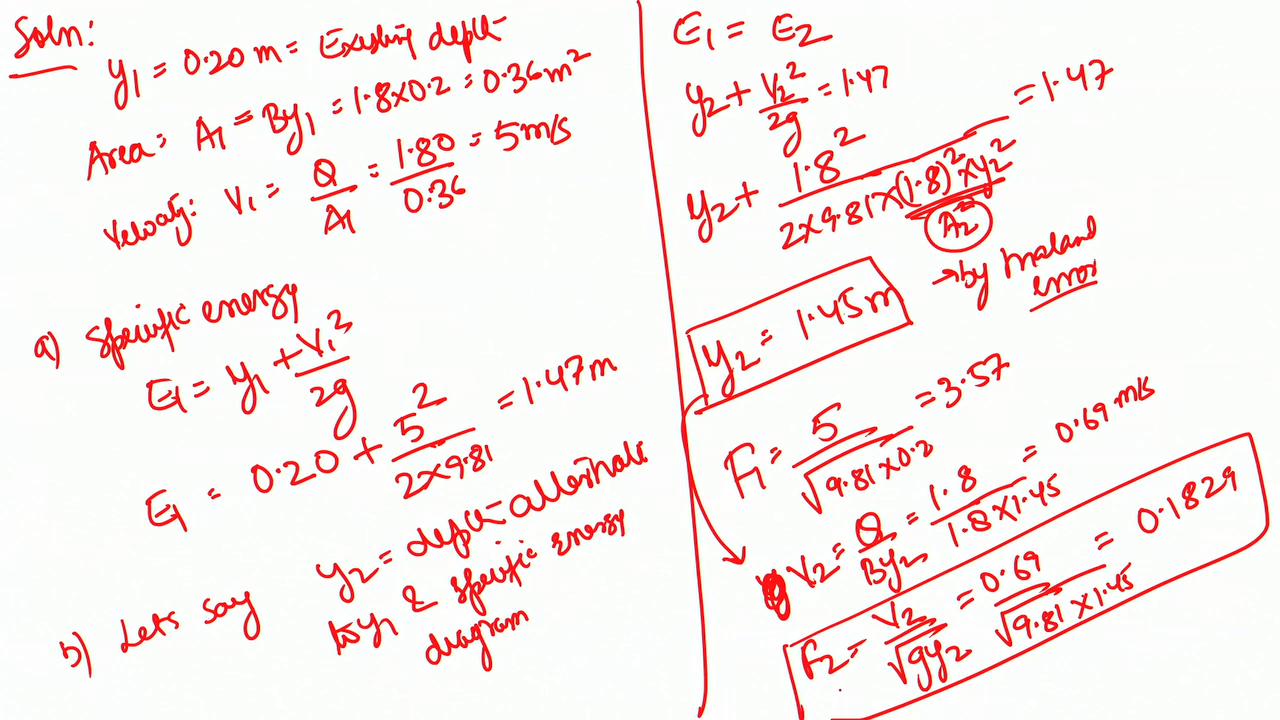 Soln:
y1 = 0.20 m = Existing depth
Area: A1 = By1 = 1.8×0.2 = 0.36 m²
Velocity: V1 = Q/A1 = 1.80/0.36 = 5 m/s
a) Specific energy
E1 = y1 + V1²/2g
E1 = 0.20 + 5²/2×9.81 = 1.47 m
b) Lets say y2 = depth alternate
to y1 & specific energy
diagram
E1 = E2
y2 + V2²/2g = 1.47
y2 + 1.8²/2×9.81×(1.8)²×y2² = 1.47
A2²
→ by trial and
error
y2 = 1.45 m
F1 = 5/√9.81×0.2 = 3.57
V2 = Q/By2 = 1.8/1.8×1.45 = 0.69 m/s
F2 = V2/√gy2 = 0.69/√9.81×1.45 = 0.1829